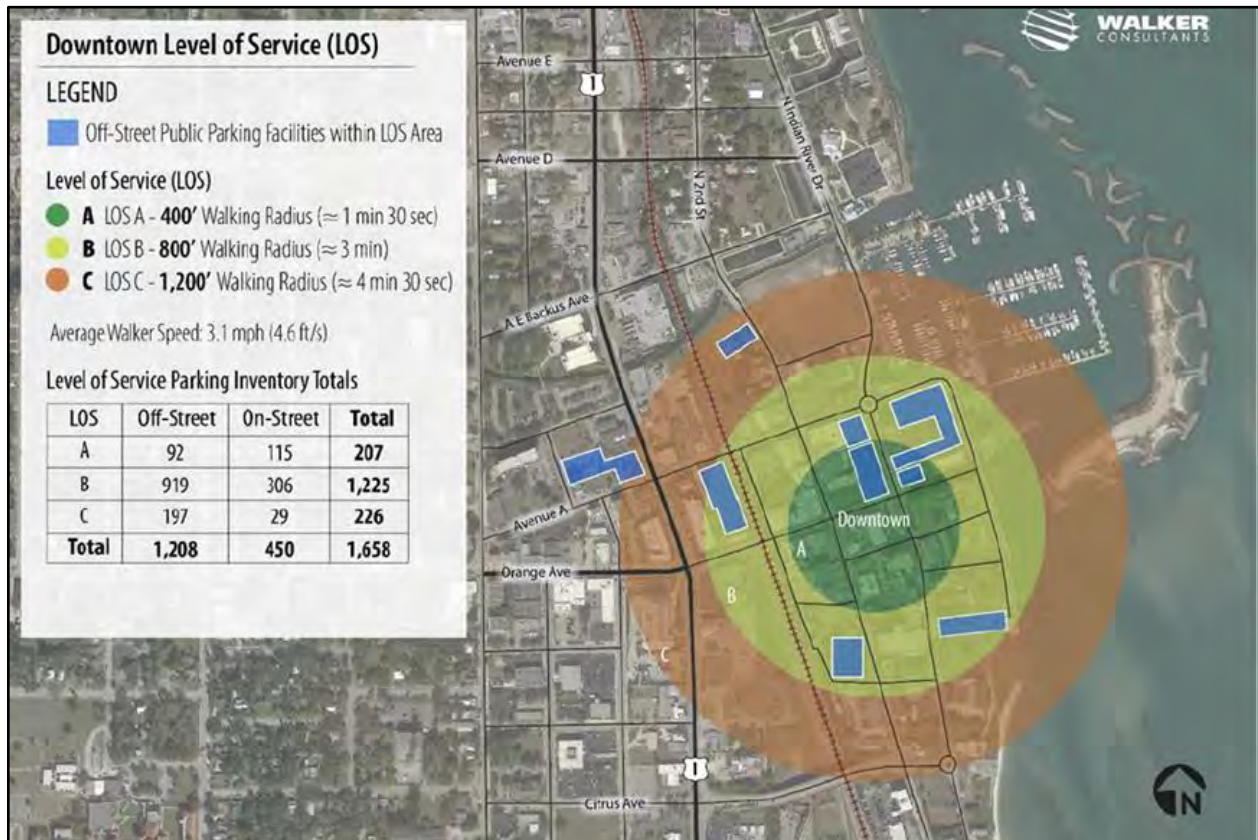 Downtown Level of Service (LOS)
LEGEND
Off-Street Public Parking Facilities within LOS Area
Level of Service (LOS)
A LOS A - 400' Walking Radius (≈ 1 min 30 sec)
B LOS B - 800' Walking Radius (≈ 3 min)
C LOS C - 1,200' Walking Radius (≈ 4 min 30 sec)
Average Walker Speed: 3.1 mph (4.6 ft/s)
Level of Service Parking Inventory Totals
LOS Off-Street On-Street Total
A 92 115 207
B 919 306 1,225
C 197 29 226
Total 1,208 450 1,658
WALKER
CONSULTANTS
Avenue E
1
N Indian River Dr
Avenue D
N 2nd St
A E Backus Ave
Avenue A
Downtown
A
Orange Ave
B
C
1
Citrus Ave
N